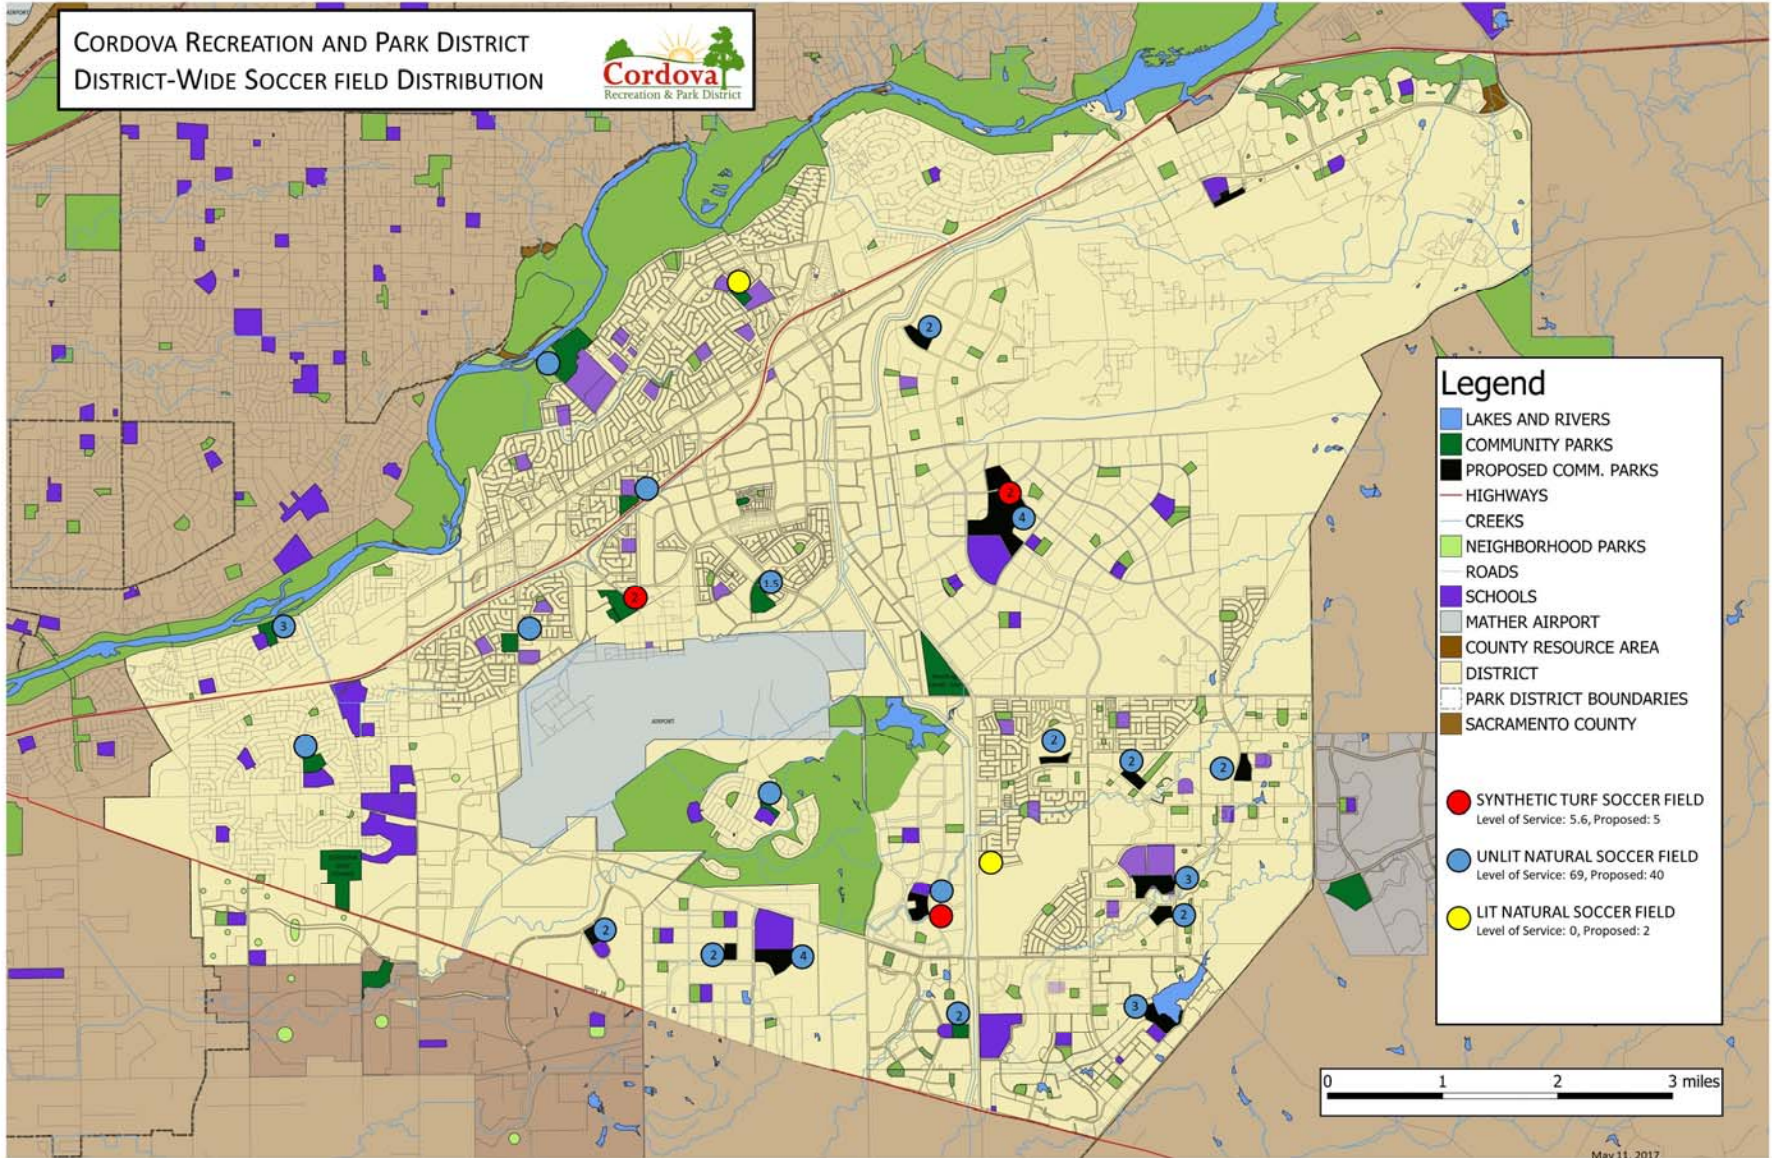 CORDOVA RECREATION AND PARK DISTRICT
DISTRICT-WIDE SOCCER FIELD DISTRIBUTION
Cordova
Recreation & Park District
2
2
4
1.5
2
3
AIRPORT
2
2
2
3
2
2
2
4
2
3
Legend
LAKES AND RIVERS
COMMUNITY PARKS
PROPOSED COMM. PARKS
HIGHWAYS
CREEKS
NEIGHBORHOOD PARKS
ROADS
SCHOOLS
MATHER AIRPORT
COUNTY RESOURCE AREA
DISTRICT
PARK DISTRICT BOUNDARIES
SACRAMENTO COUNTY
SYNTHETIC TURF SOCCER FIELD
Level of Service: 5.6, Proposed: 5
UNLIT NATURAL SOCCER FIELD
Level of Service: 69, Proposed: 40
LIT NATURAL SOCCER FIELD
Level of Service: 0, Proposed: 2
0 1 2 3 miles
May 11, 2017